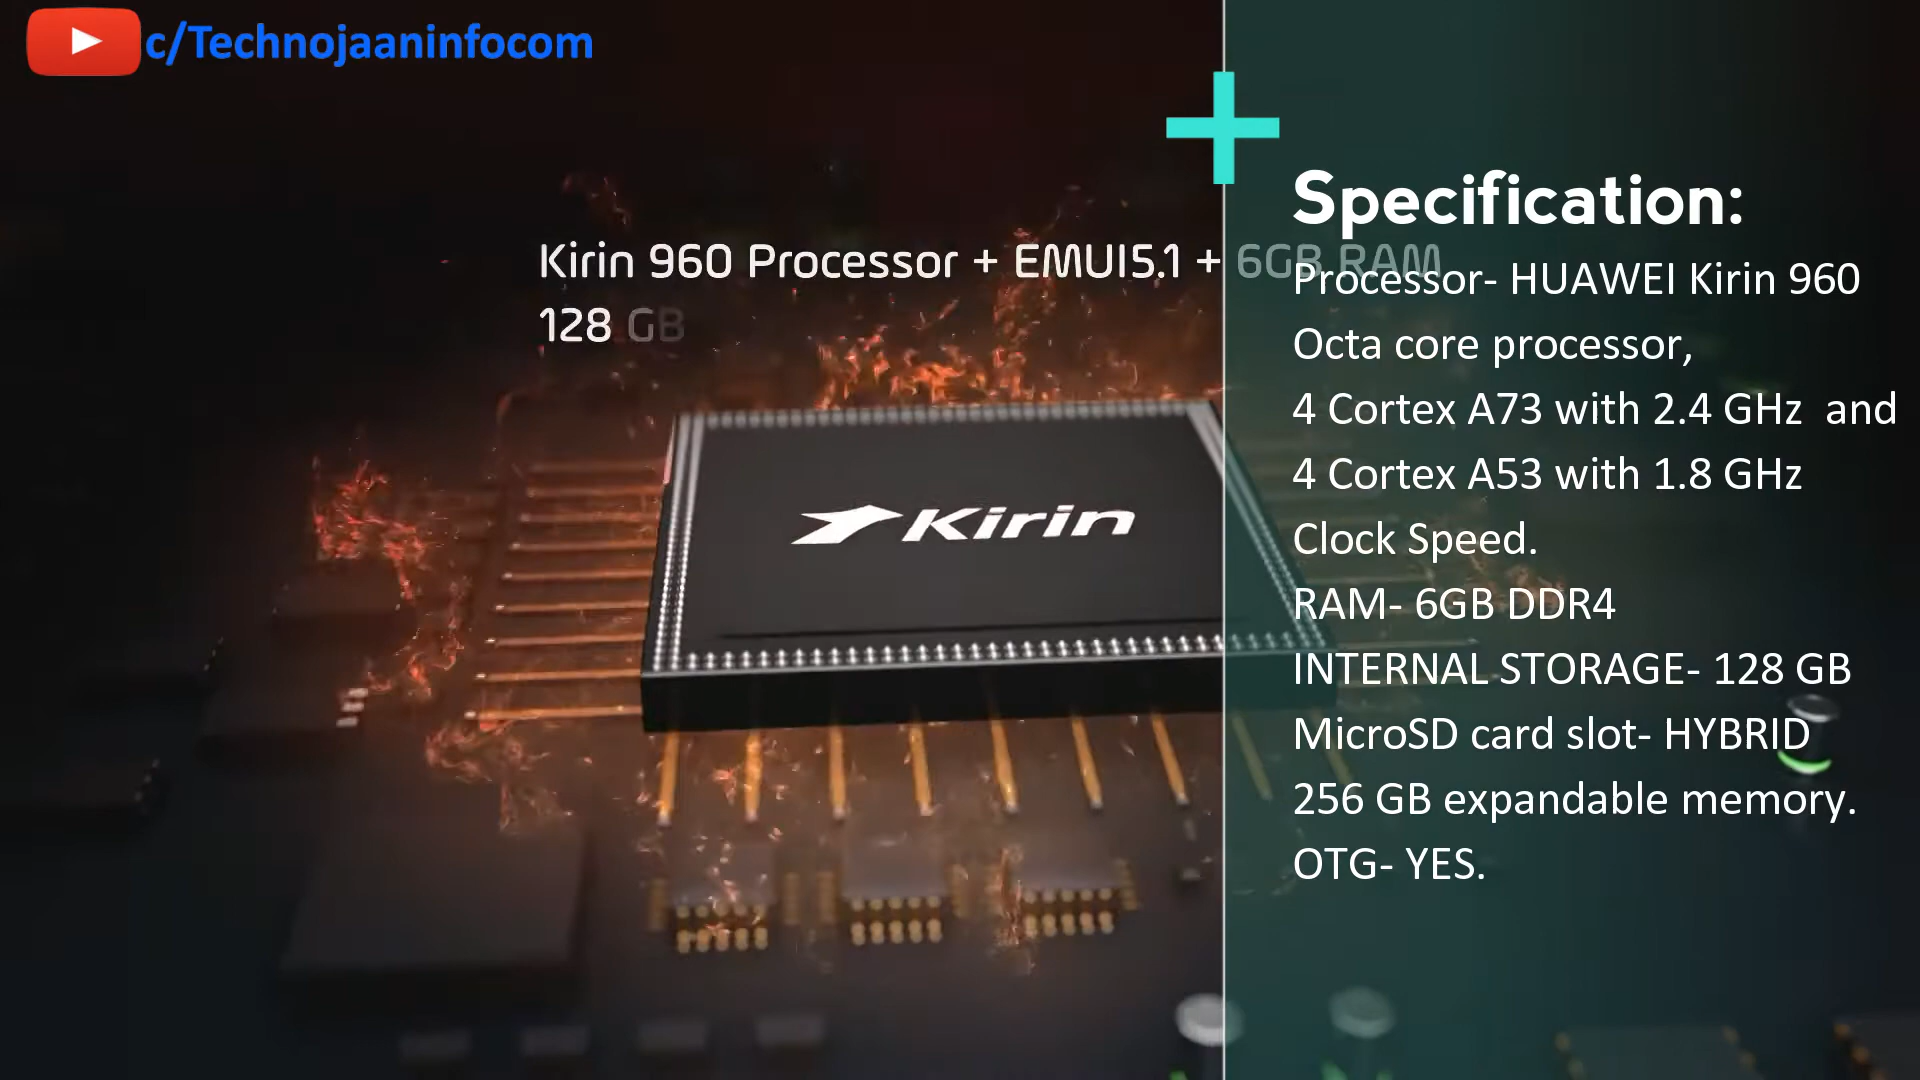 c/Technojaaninfocom
Kirin 960 Processor + EMUI5.1 + 6GB RAM
128 GB
Kirin
Specification:
Processor- HUAWEI Kirin 960
Octa core processor,
4 Cortex A73 with 2.4 GHz and
4 Cortex A53 with 1.8 GHz
Clock Speed.
RAM- 6GB DDR4
INTERNAL STORAGE- 128 GB
MicroSD card slot- HYBRID
256 GB expandable memory.
OTG- YES.